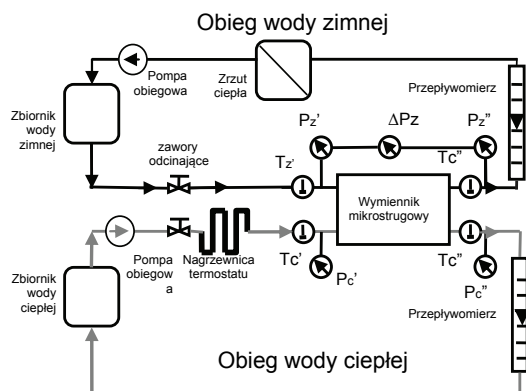 Obieg wody zimnej
Pompa
obiegowa
Zrzut
ciepła
Przepływomierz
Zbiornik
wody
zimnej
zawory
odcinające
Pz’
ΔPz
Pz”
Tz’
Tc”
Wymiennik
mikrostrugowy
Zbiornik
wody
ciepłej
Pompa
obiegow
a
Nagrzewnica
termostatu
Tc’
Pc’
Tc”
Pc”
Przepływomierz
Obieg wody ciepłej